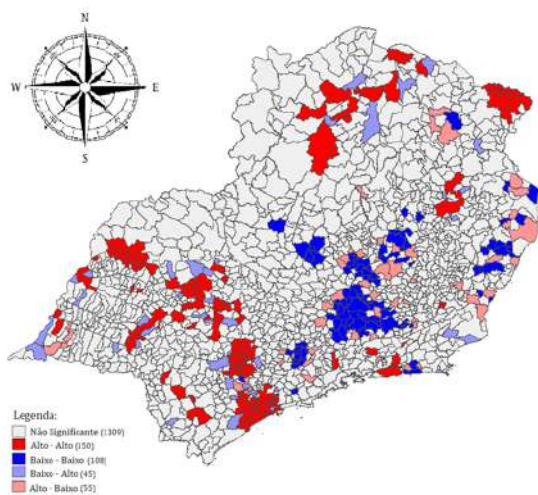 N
W
E
S
Legenda:
Não Significante (1309)
Alto - Alto (150)
Baixo - Baixo (108)
Baixo - Alto (45)
Alto - Baixo (55)